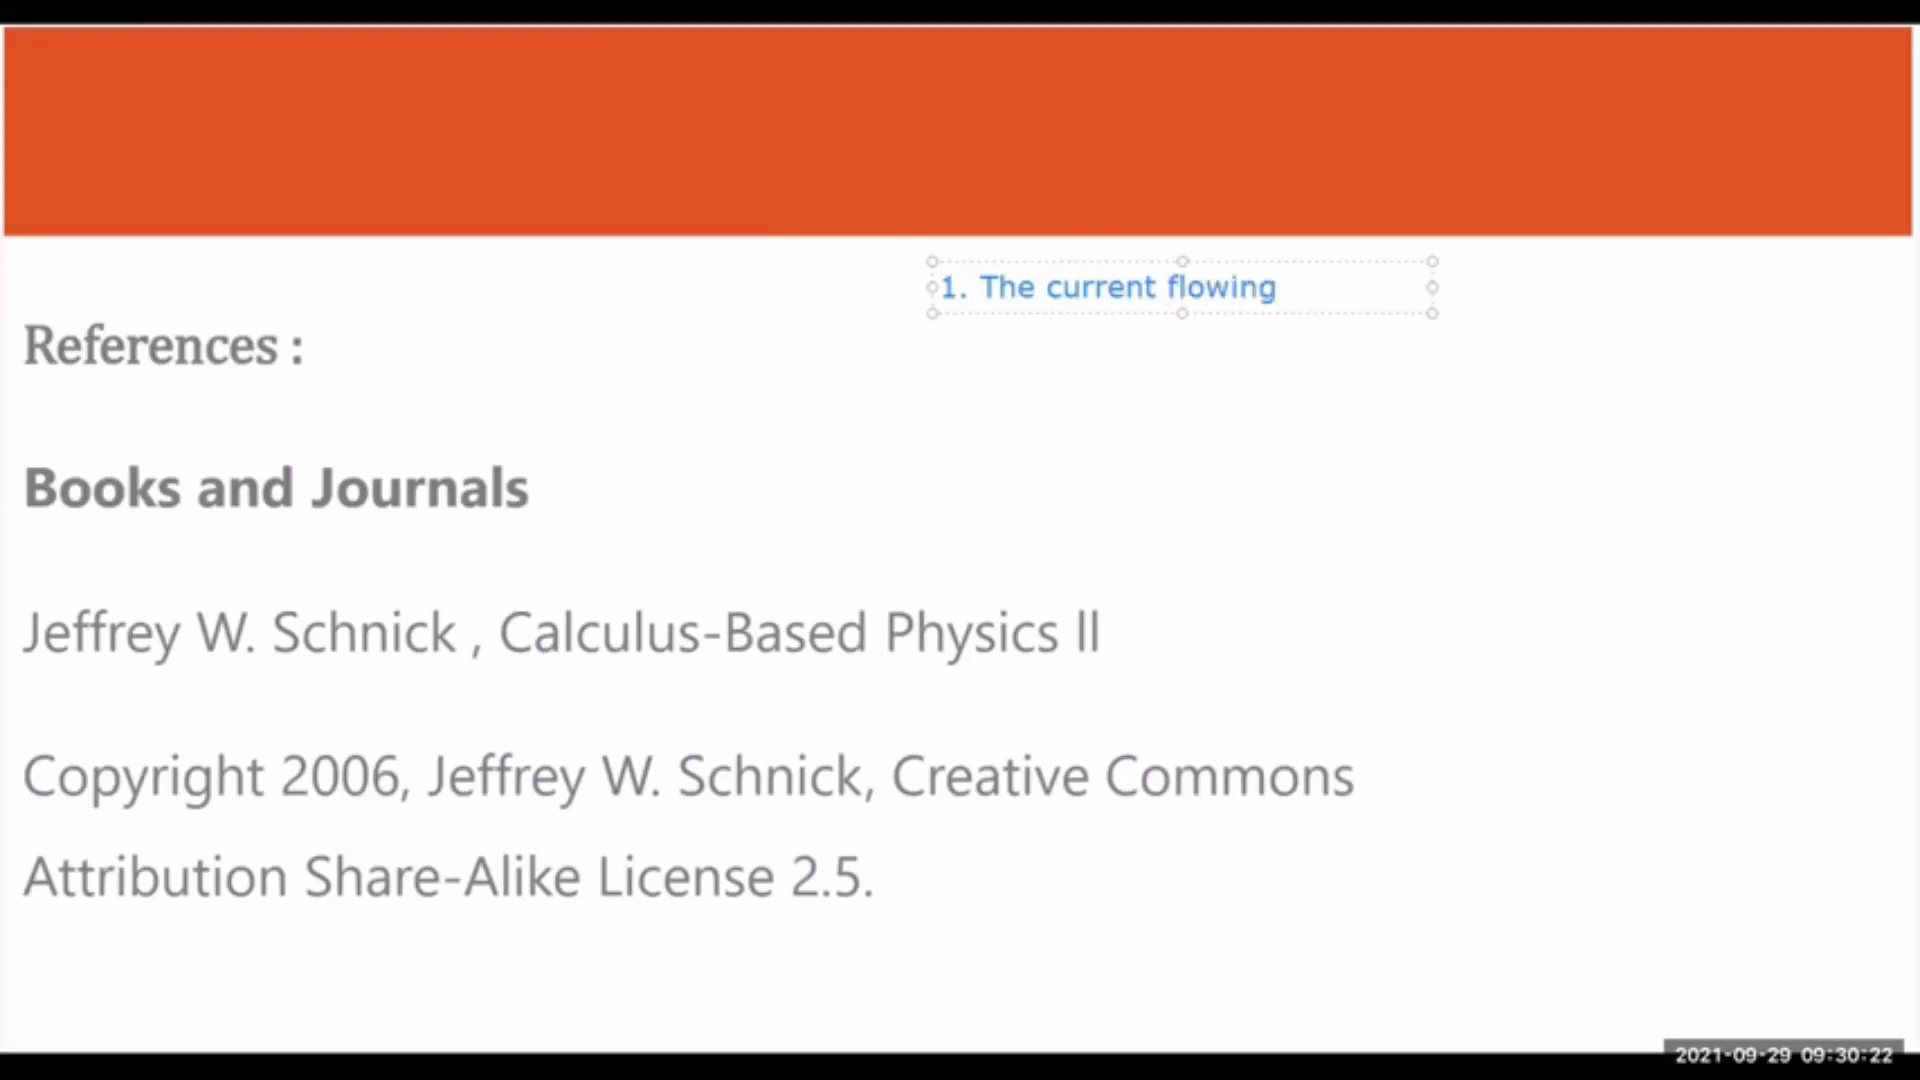 1. The current flowing
References :
Books and Journals
Jeffrey W. Schnick , Calculus-Based Physics ll
Copyright 2006, Jeffrey W. Schnick, Creative Commons
Attribution Share-Alike License 2.5.
2021-09-29 09:30:22